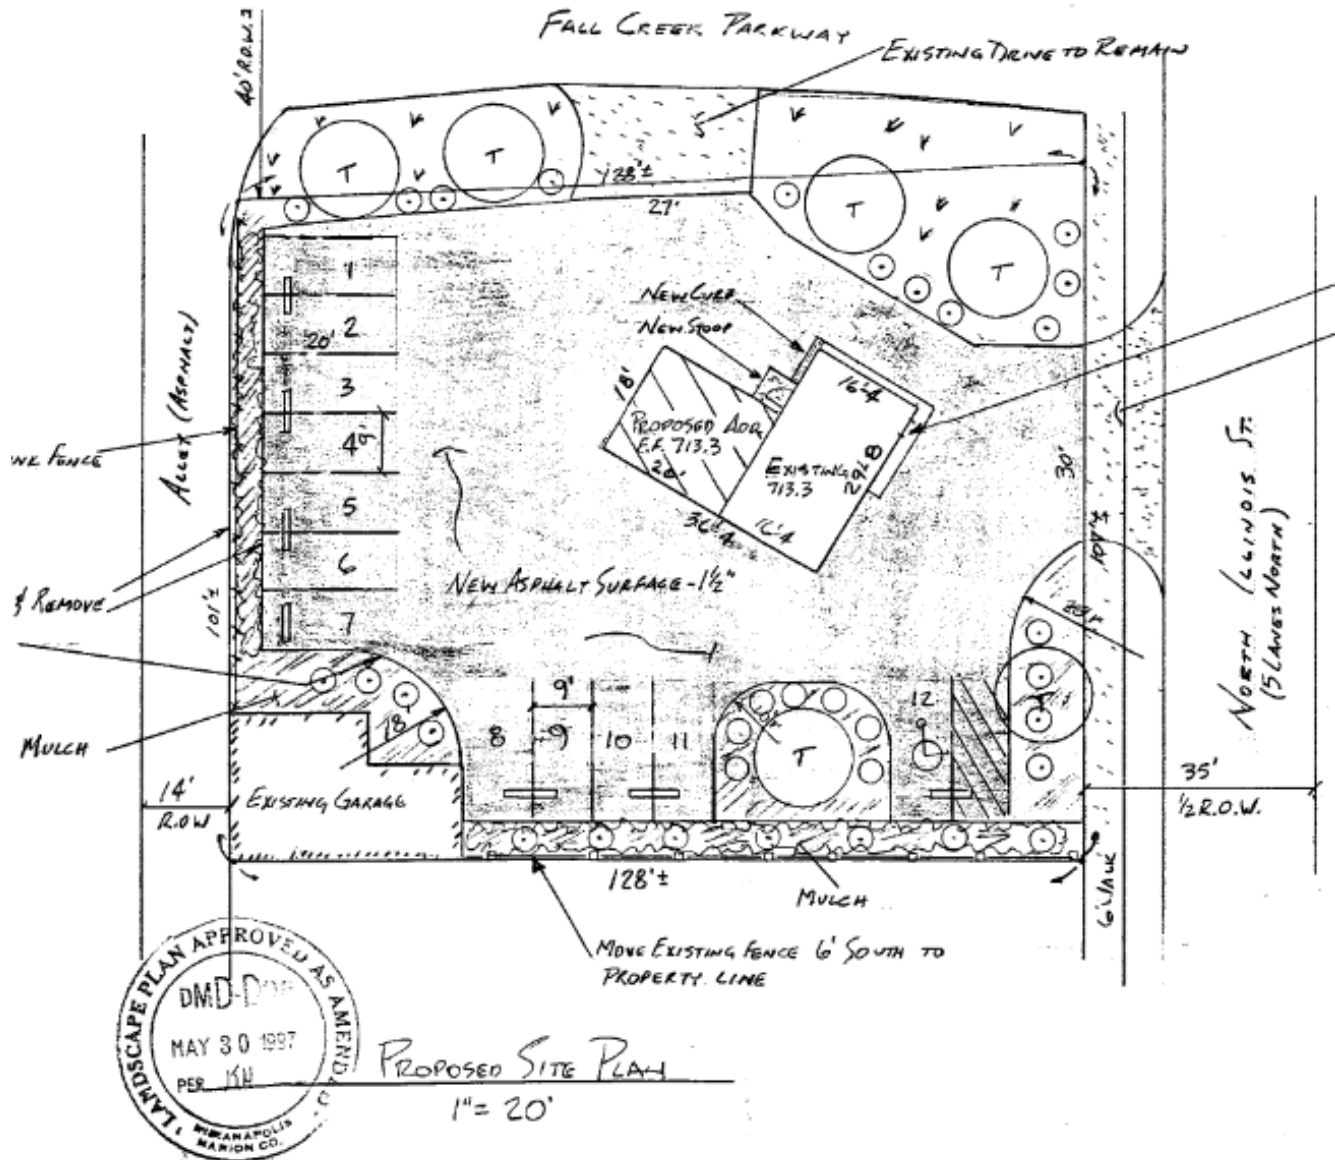 FALL CREEK PARKWAY
EXISTING DRIVE TO REMAIN
40' R.O.W.
T
T
128'±
27'
T
T
1
2
20'
3
4
9'
5
6
7
NEW CURB
NEW STOOP
18'
16'4
PROPOSED ADD.
F.F. 713.3
EXISTING
713.3
36'4
16'4
30'
ALLEY (ASPHALT)
FENCE
& REMOVE
101'±
NEW ASPHALT SURFACE-1½"
NORTH ILLINOIS ST.
(5 LANES NORTH)
MULCH
18'
EXISTING GARAGE
14'
R.O.W
8
9'
9
10
11
T
12
T
35'
½ R.O.W.
6' WALK
128'±
MULCH
MOVE EXISTING FENCE 6' SOUTH TO
PROPERTY LINE
LANDSCAPE PLAN APPROVED AS AMENDED
DMD-
MAY 30 1997
PER
INDIANAPOLIS
MARION CO.
PROPOSED SITE PLAN
1"= 20'